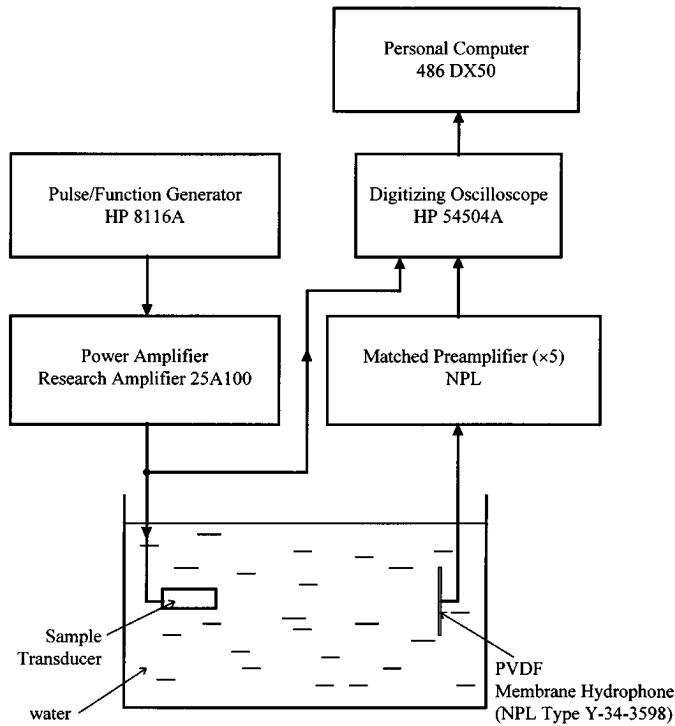 Personal Computer
486 DX50
Pulse/Function Generator
HP 8116A
Digitizing Oscilloscope
HP 54504A
Power Amplifier
Research Amplifier 25A100
Matched Preamplifier (×5)
NPL
Sample
Transducer
water
PVDF
Membrane Hydrophone
(NPL Type Y-34-3598)